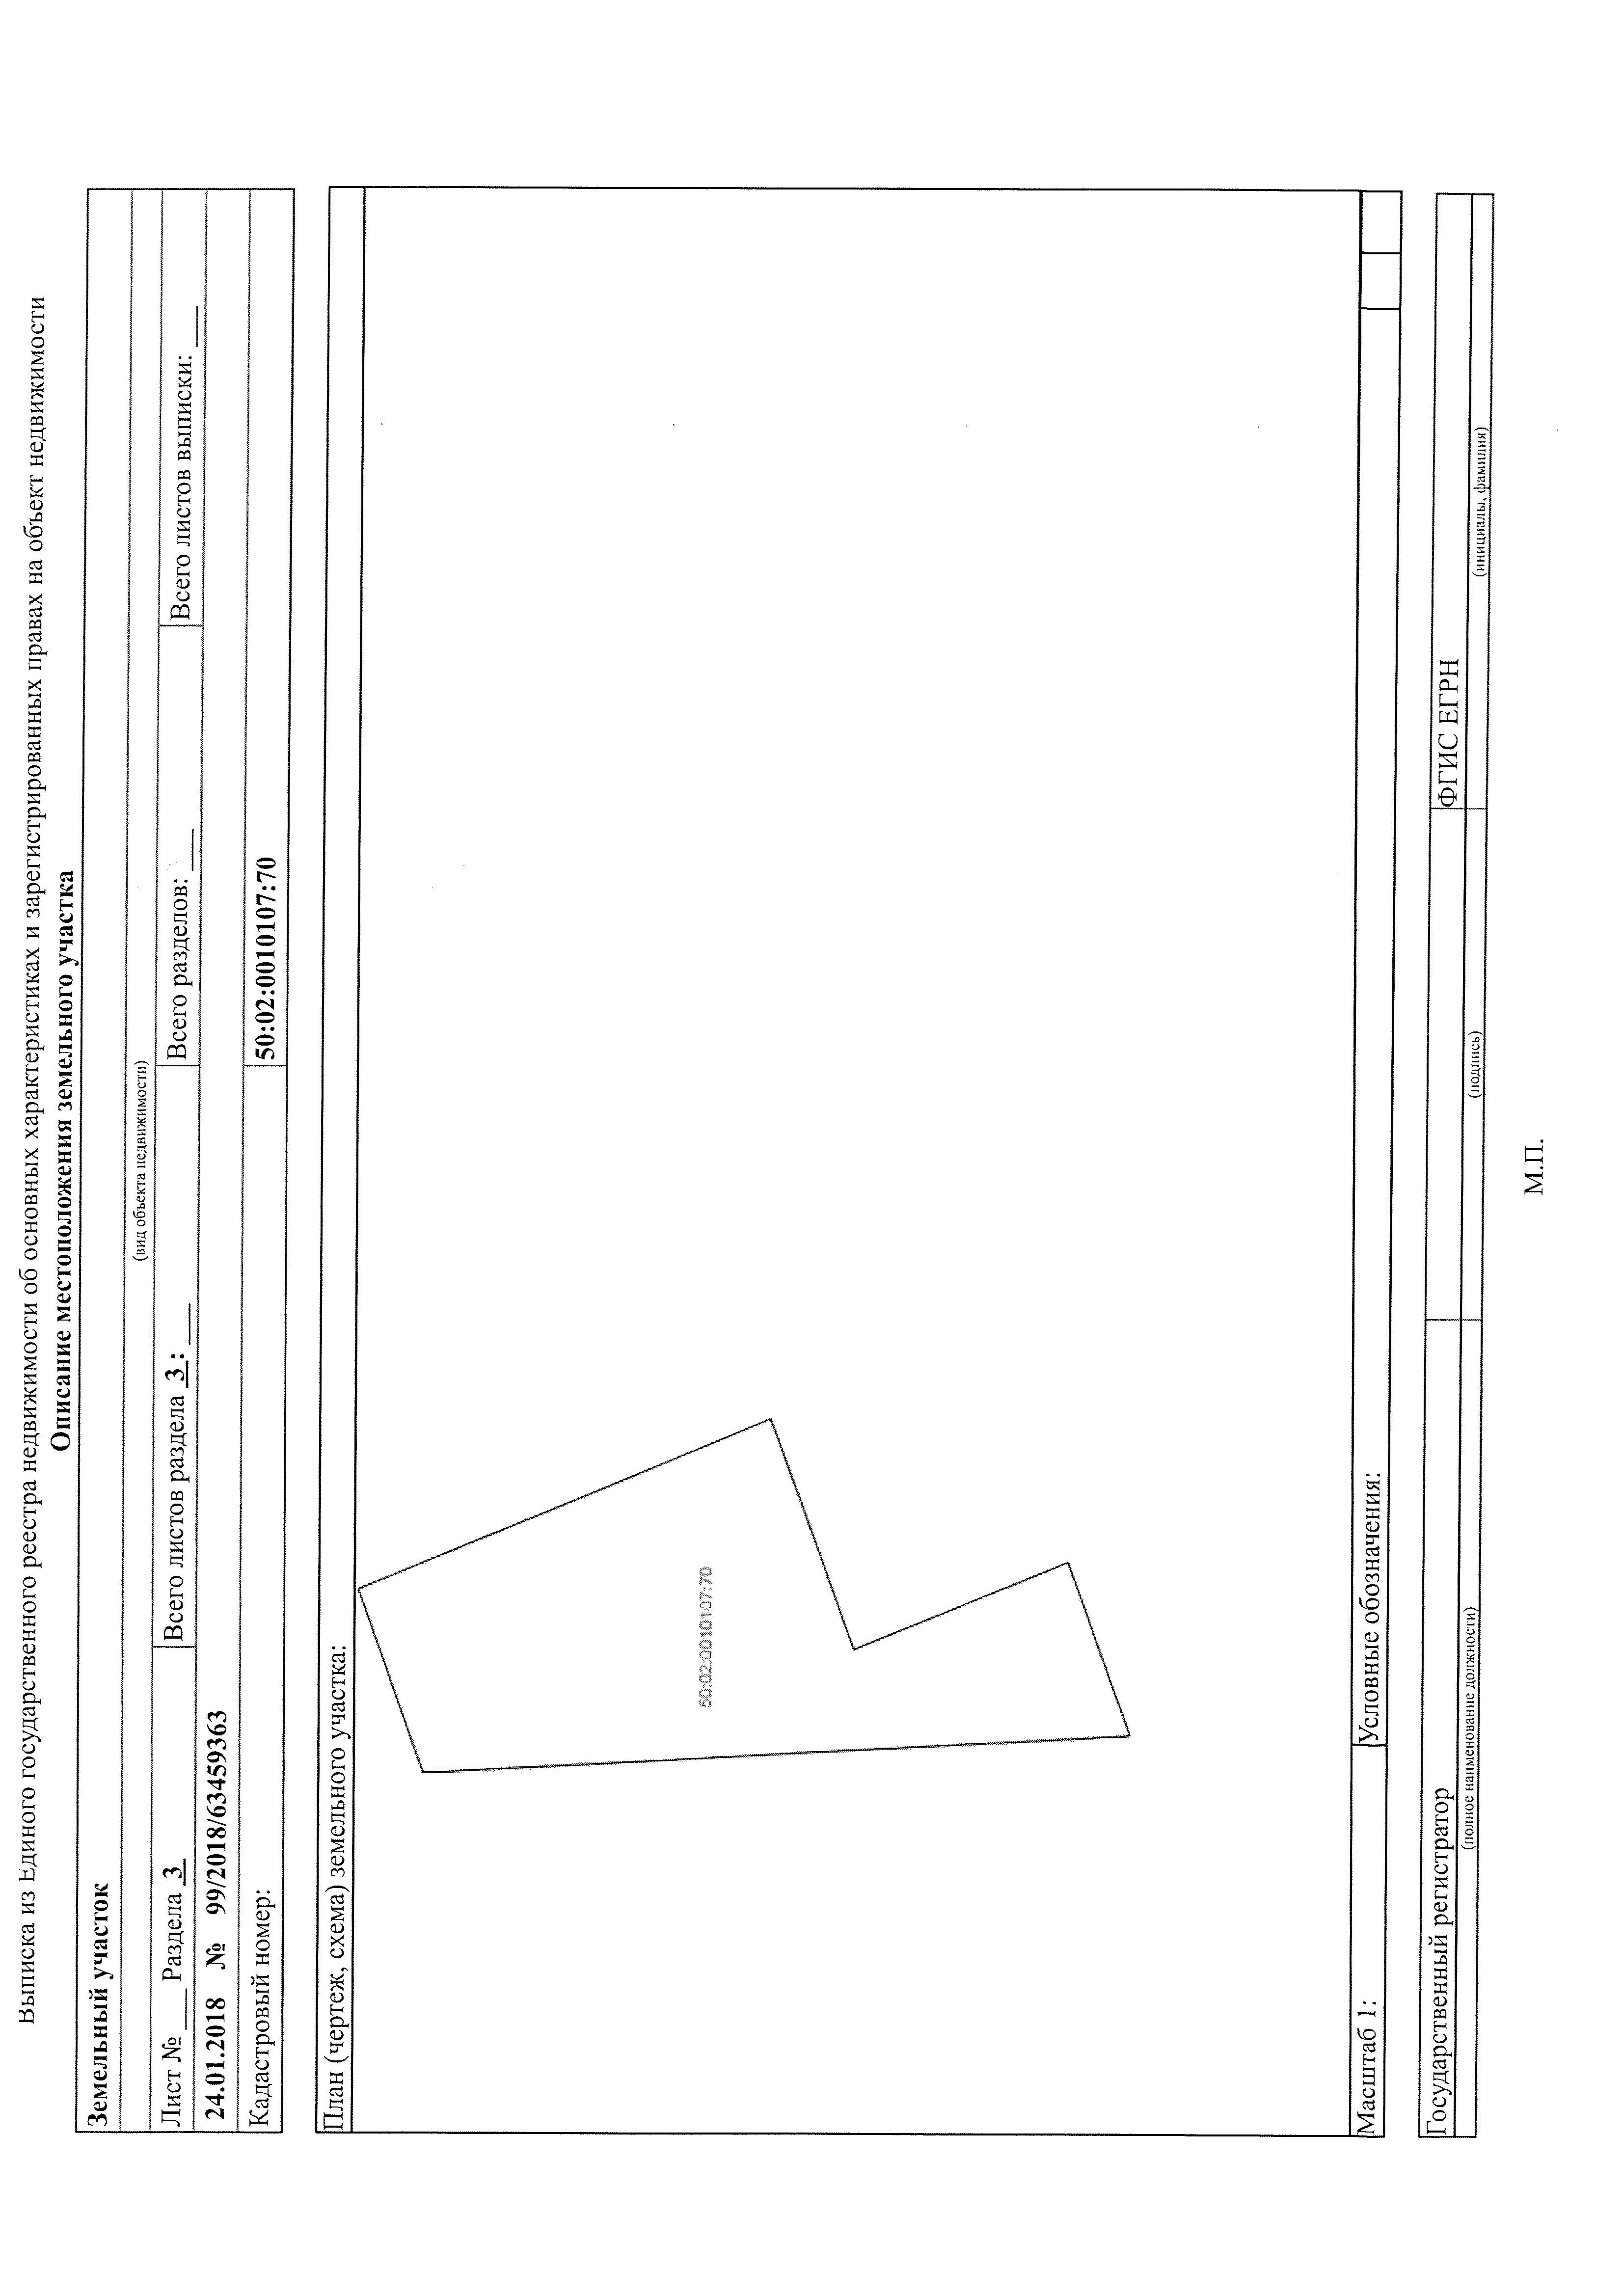 Выписка из Единого государственного реестра недвижимости об основных характеристиках и зарегистрированных правах на объект недвижимости
Описание местоположения земельного участка
Земельный участок
(вид объекта недвижимости)
Лист № ___ Раздела 3 Всего листов раздела 3 : ___ Всего разделов: ___ Всего листов выписки: ___
24.01.2018 № 99/2018/63459363
Кадастровый номер: 50:02:0010107:70
План (чертеж, схема) земельного участка:
50:02:0010107:70
Масштаб 1: Условные обозначения:
Государственный регистратор ФГИС ЕГРН
(полное наименование должности) (подпись) (инициалы, фамилия)
М.П.